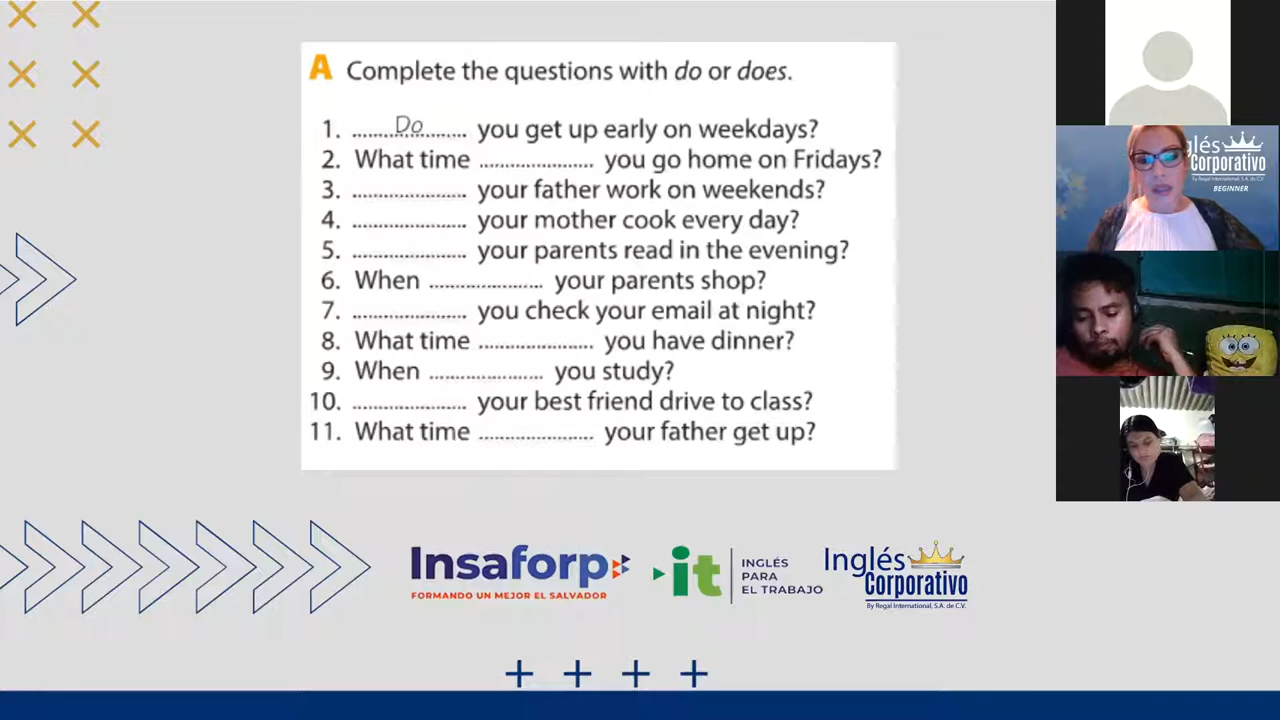 A Complete the questions with do or does.
1. ......Do...... you get up early on weekdays?
2. What time .................... you go home on Fridays?
3. .................... your father work on weekends?
4. .................... your mother cook every day?
5. .................... your parents read in the evening?
6. When .................... your parents shop?
7. .................... you check your email at night?
8. What time .................... you have dinner?
9. When .................... you study?
10. .................... your best friend drive to class?
11. What time .................... your father get up?
glés
Corporativo
By Regal International, S.A. de C.V.
BEGINNER
Insaforp
FORMANDO UN MEJOR EL SALVADOR
it
INGLÉS
PARA
EL TRABAJO
Inglés
Corporativo
By Regal International, S.A. de C.V.